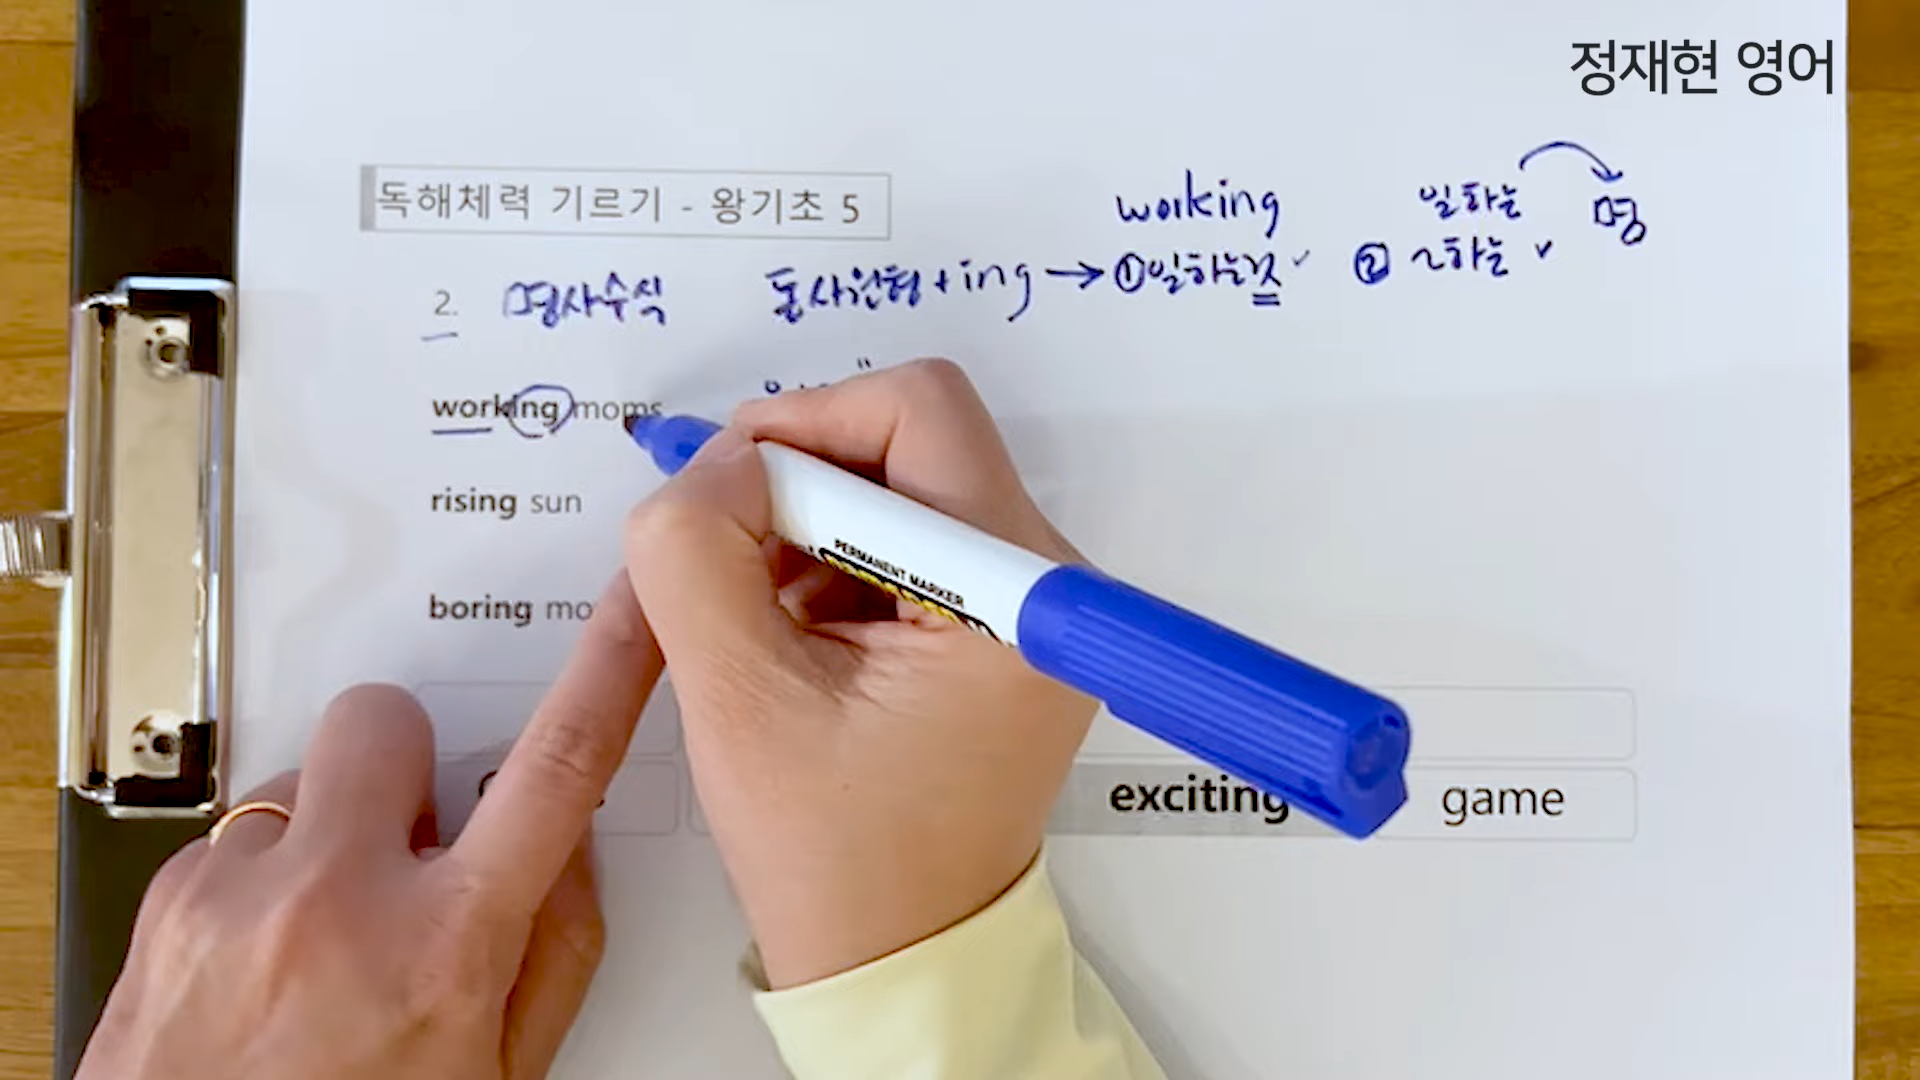 정재현 영어
독해체력 기르기 - 왕기초 5
working 일하는 명
2. 명사수식 동사원형+ing → ①일하는것 ✓ ② ~하는 ✓
working moms
rising sun
boring mo
exciting game
PERMANENT MARKER